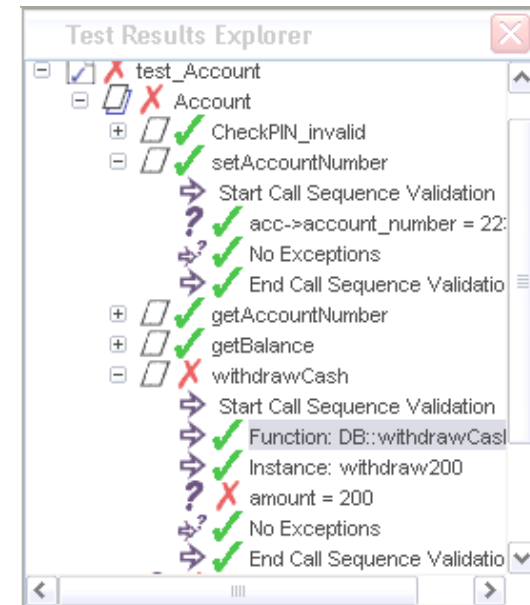 Test Results Explorer
test_Account
Account
CheckPIN_invalid
setAccountNumber
Start Call Sequence Validation
? acc->account_number = 22
? No Exceptions
End Call Sequence Validatio
getAccountNumber
getBalance
withdrawCash
Start Call Sequence Validation
Function: DB::withdrawCas
Instance: withdraw200
? amount = 200
? No Exceptions
End Call Sequence Validatio